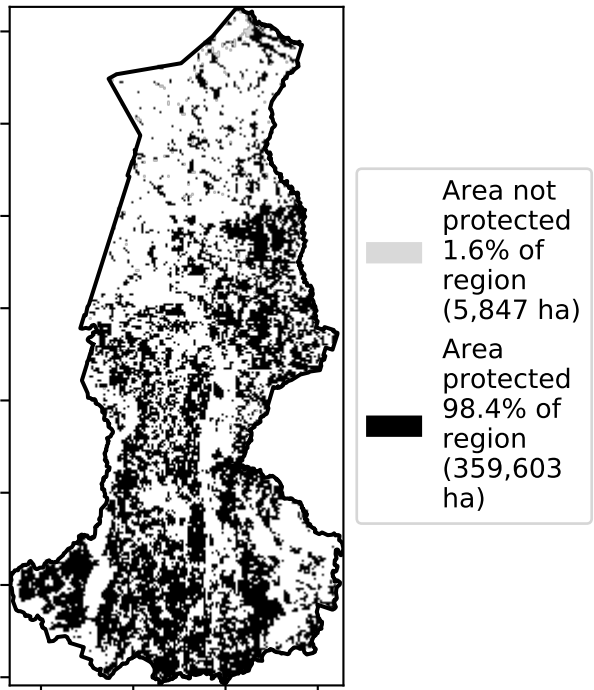 Area not
protected
1.6% of
region
(5,847 ha)
Area
protected
98.4% of
region
(359,603
ha)